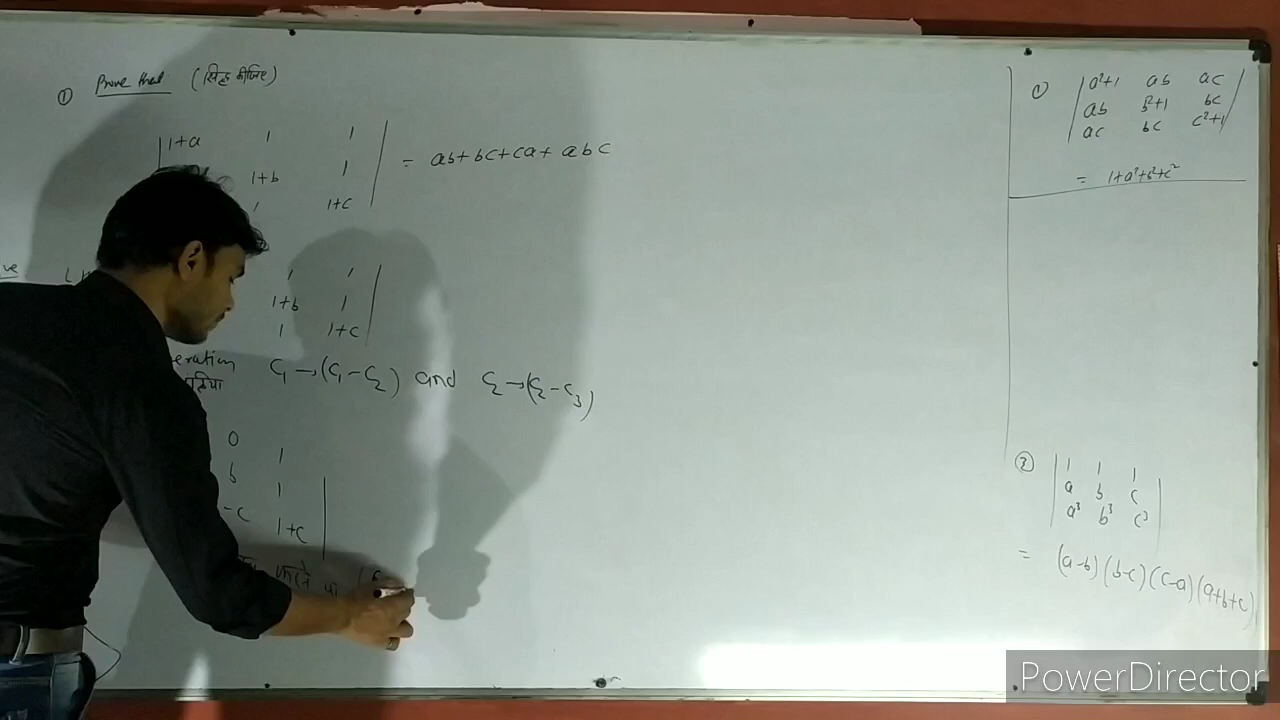 ① Prove that (सिद्ध कीजिए)
|1+a 1 1|
1+b 1 = ab+bc+ca+abc
1 1+c
ve
1 1
1+b 1
1 1+c
eration C₁→(C₁-C₂) and C₂→(C₂-C₃)
0 1
b 1
-c 1+c
① |a²+1 ab ac|
|ab b²+1 bc|
|ac bc c²+1|
= 1+a²+b²+c²
② |1 1 1|
|a b c|
|a³ b³ c³|
= (a-b)(b-c)(c-a)(a+b+c)
PowerDirector